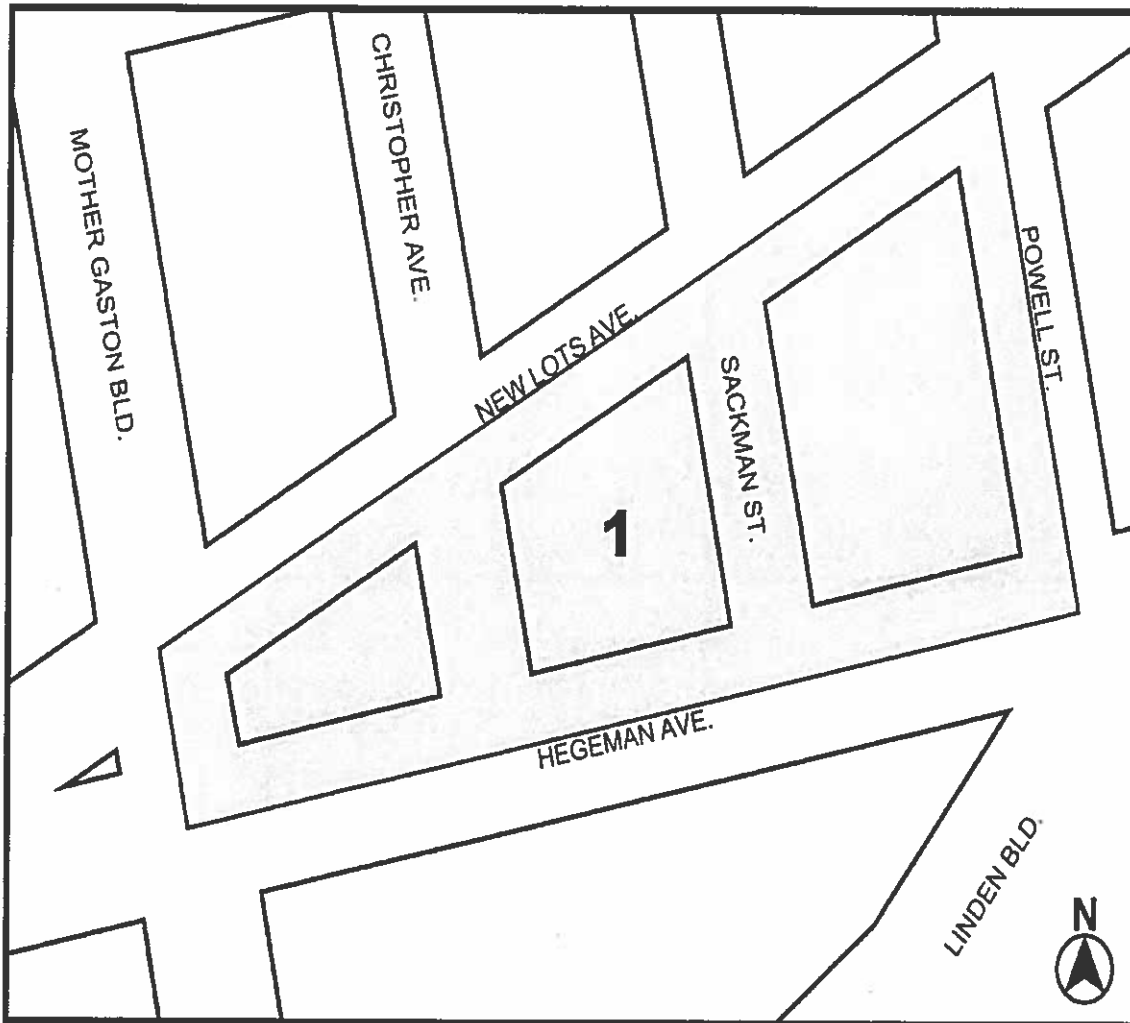 CHRISTOPHER AVE.
MOTHER GASTON BLD.
POWELL ST.
NEW LOTS AVE.
SACKMAN ST.
1
HEGEMAN AVE.
LINDEN BLD.
N